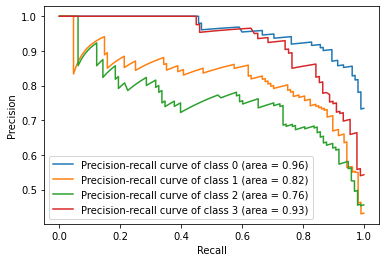 1.0
0.9
0.8
0.7
0.6
0.5
Precision
Precision-recall curve of class 0 (area = 0.96)
Precision-recall curve of class 1 (area = 0.82)
Precision-recall curve of class 2 (area = 0.76)
Precision-recall curve of class 3 (area = 0.93)
0.0 0.2 0.4 0.6 0.8 1.0
Recall